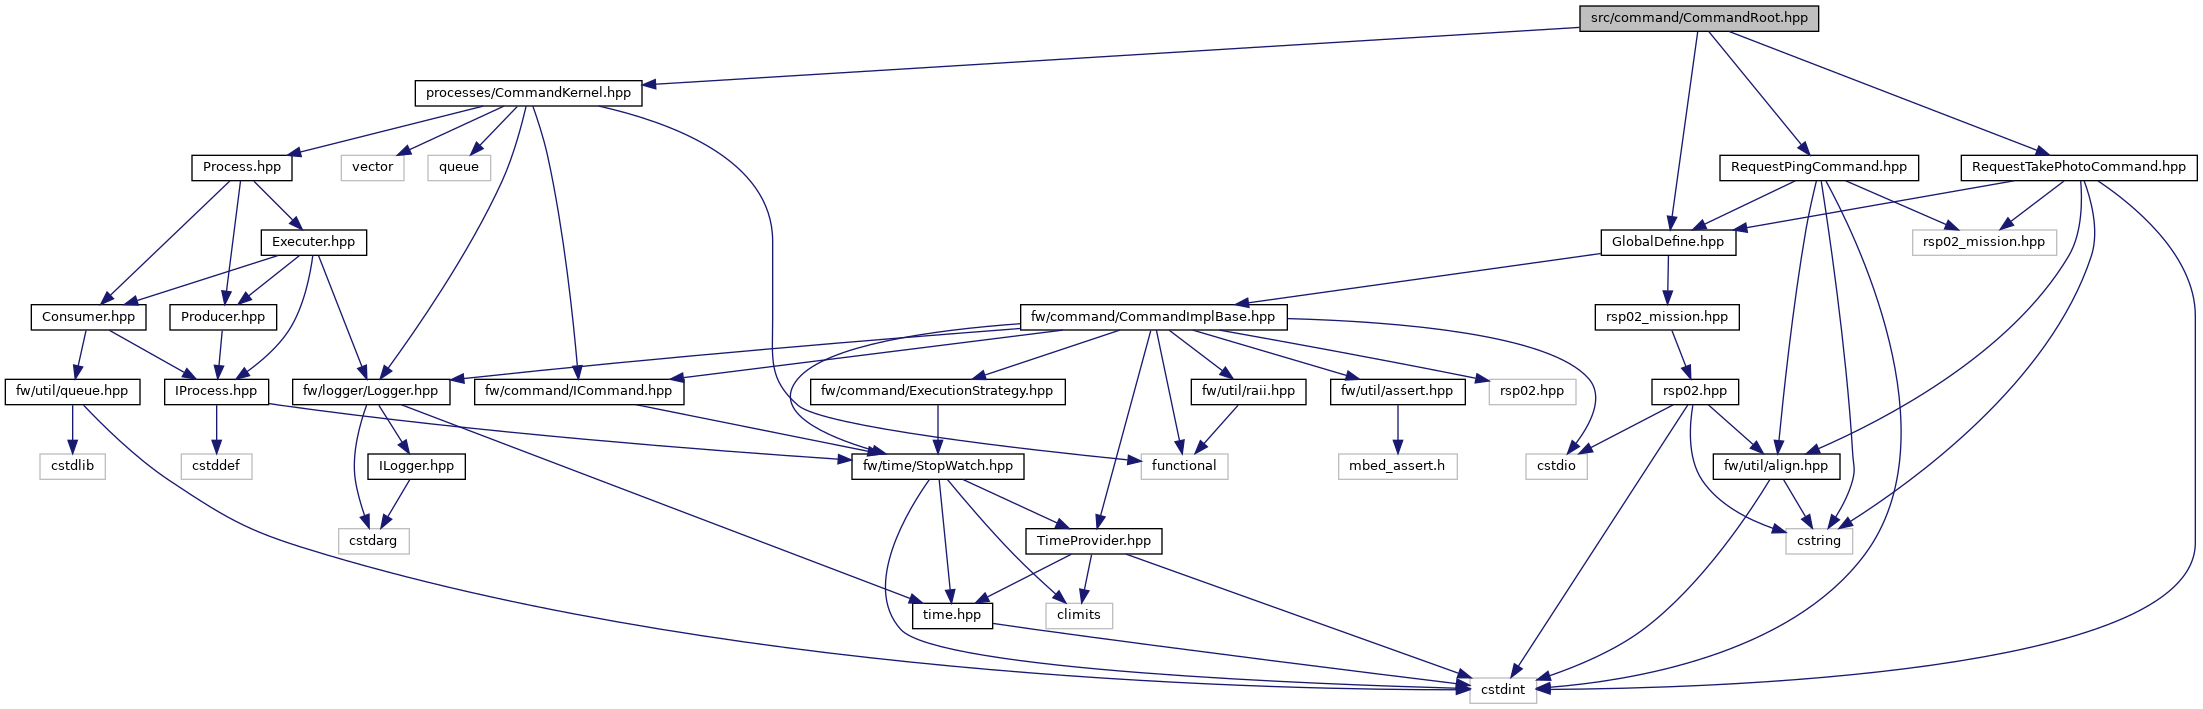 src/command/CommandRoot.hpp
processes/CommandKernel.hpp
Process.hpp
vector
queue
RequestPingCommand.hpp
RequestTakePhotoCommand.hpp
Executer.hpp
GlobalDefine.hpp
rsp02_mission.hpp
Consumer.hpp
Producer.hpp
fw/command/CommandImplBase.hpp
rsp02_mission.hpp
fw/util/queue.hpp
IProcess.hpp
fw/logger/Logger.hpp
fw/command/ICommand.hpp
fw/command/ExecutionStrategy.hpp
fw/util/raii.hpp
fw/util/assert.hpp
rsp02.hpp
rsp02.hpp
cstdlib
cstddef
ILogger.hpp
fw/time/StopWatch.hpp
functional
mbed_assert.h
cstdio
fw/util/align.hpp
cstdarg
TimeProvider.hpp
cstring
time.hpp
climits
cstdint